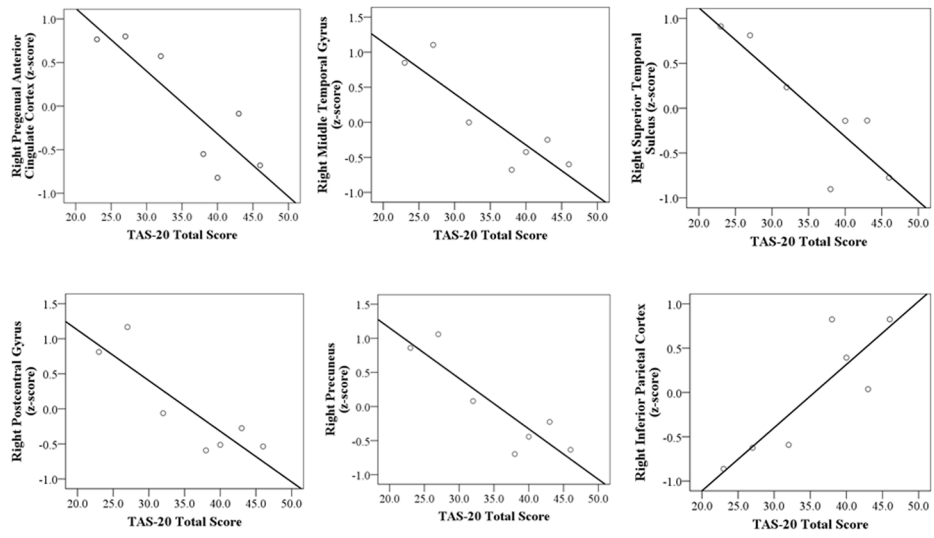 Right Pregenual Anterior
Cingulate Cortex (z-score)
1.0
0.5
0.0
-0.5
-1.0
20.0 25.0 30.0 35.0 40.0 45.0 50.0
TAS-20 Total Score
Right Middle Temporal Gyrus
(z-score)
1.5
1.0
0.5
0.0
-0.5
-1.0
20.0 25.0 30.0 35.0 40.0 45.0 50.0
TAS-20 Total Score
Right Superior Temporal
Sulcus (z-score)
1.0
0.5
0.0
-0.5
-1.0
20.0 25.0 30.0 35.0 40.0 45.0 50.0
TAS-20 Total Score
Right Postcentral Gyrus
(z-score)
1.5
1.0
0.5
0.0
-0.5
-1.0
20.0 25.0 30.0 35.0 40.0 45.0 50.0
TAS-20 Total Score
Right Precuneus
(z-score)
1.5
1.0
0.5
0.0
-0.5
-1.0
20.0 25.0 30.0 35.0 40.0 45.0 50.0
TAS-20 Total Score
Right Inferior Parietal Cortex
(z-score)
1.0
0.5
0.0
-0.5
-1.0
20.0 25.0 30.0 35.0 40.0 45.0 50.0
TAS-20 Total Score